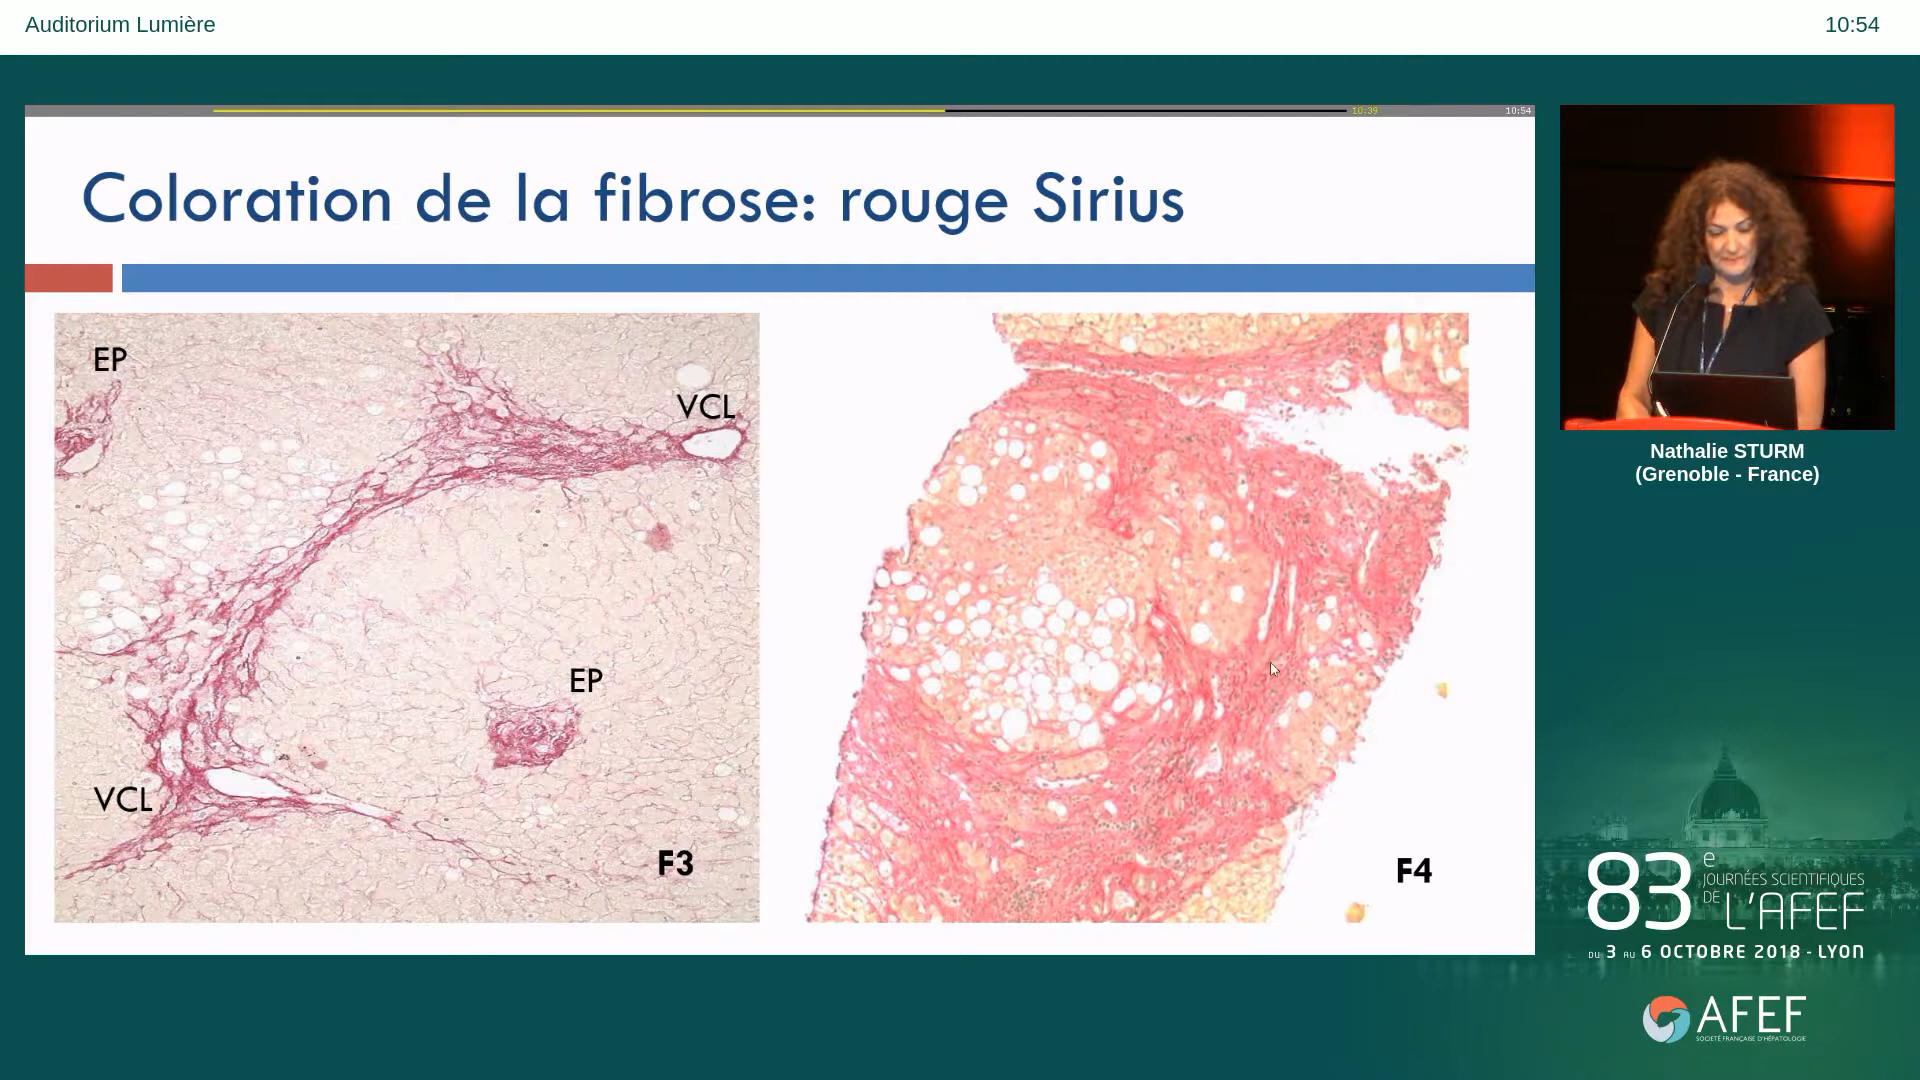 Auditorium Lumière
10:54
10:39
10:54
Coloration de la fibrose: rouge Sirius
EP
VCL
EP
VCL
F3
F4
Nathalie STURM
(Grenoble - France)
83e JOURNÉES SCIENTIFIQUES
DE L'AFEF
DU 3 AU 6 OCTOBRE 2018 - LYON
AFEF
SOCIÉTÉ FRANÇAISE D'HÉPATOLOGIE